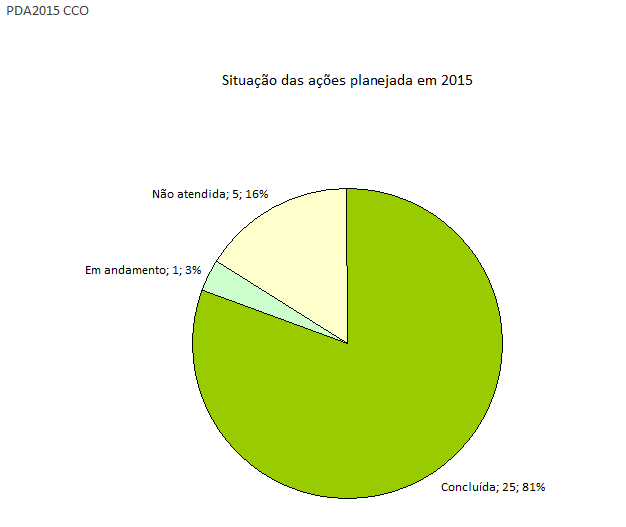 PDA2015 CCO
Situação das ações planejada em 2015
Não atendida; 5; 16%
Em andamento; 1; 3%
Concluída; 25; 81%